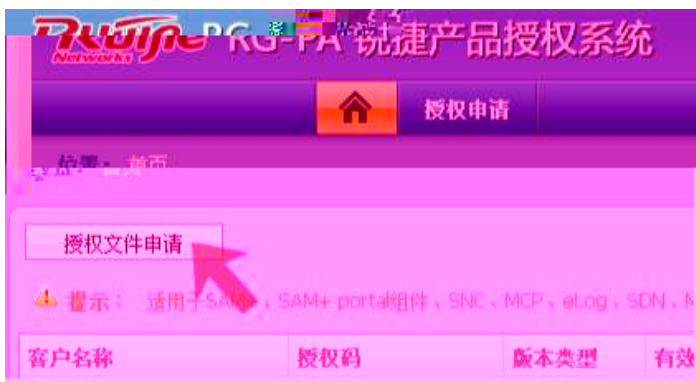 Ruijie Networks RG-PA 锐捷产品授权系统
授权申请
位置： 首页
授权文件申请
提示： 适用于SAM+、SAM+ portal组件、SNC、MCP、eLog、SDN、
客户名称 授权码 版本类型 有效